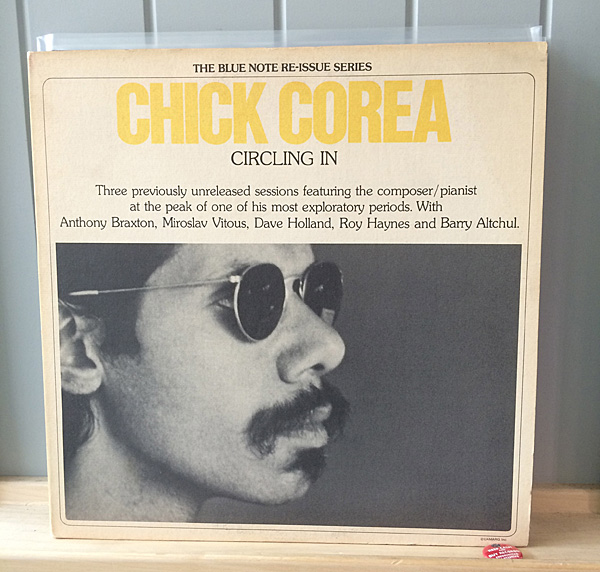 THE BLUE NOTE RE-ISSUE SERIES
CHICK COREA
CIRCLING IN
Three previously unreleased sessions featuring the composer/pianist
at the peak of one of his most exploratory periods. With
Anthony Braxton, Miroslav Vitous, Dave Holland, Roy Haynes and Barry Altchul.